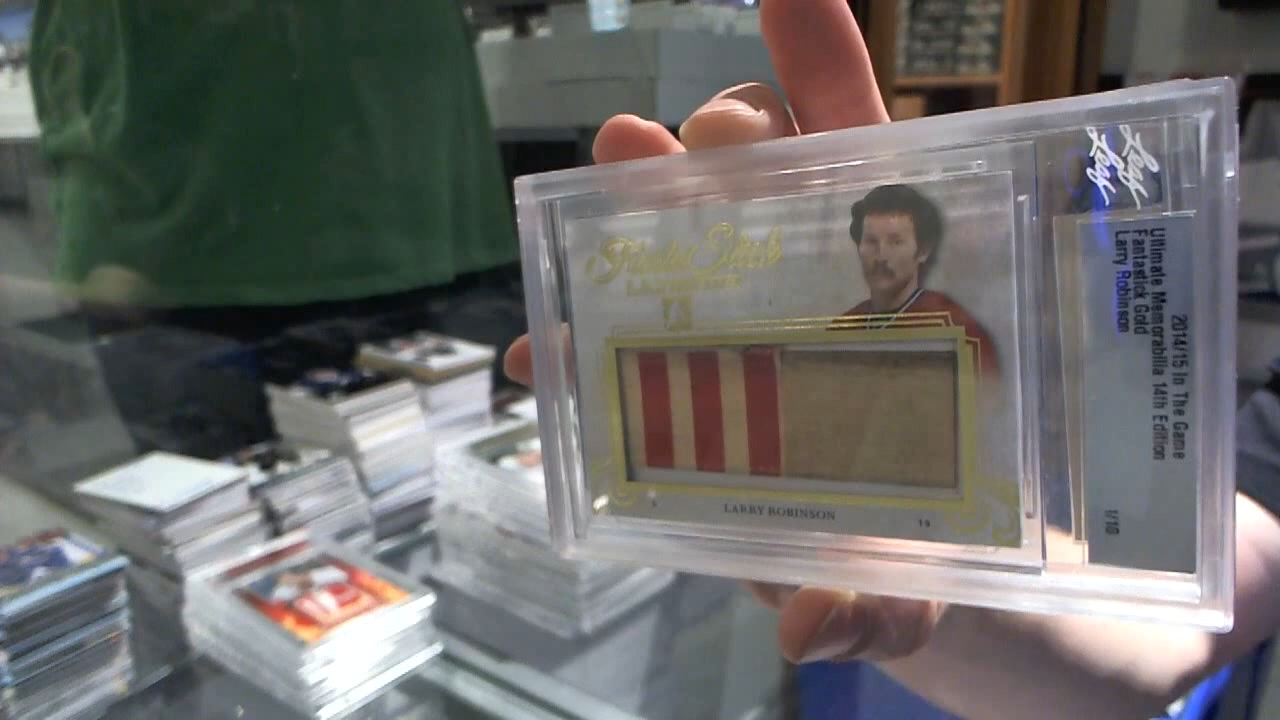 LARRY ROBINSON
19
Leaf
Leaf
2014/15 In The Game
Ultimate Memorabilia 14th Edition
Fantastick Gold
Larry Robinson
1/10